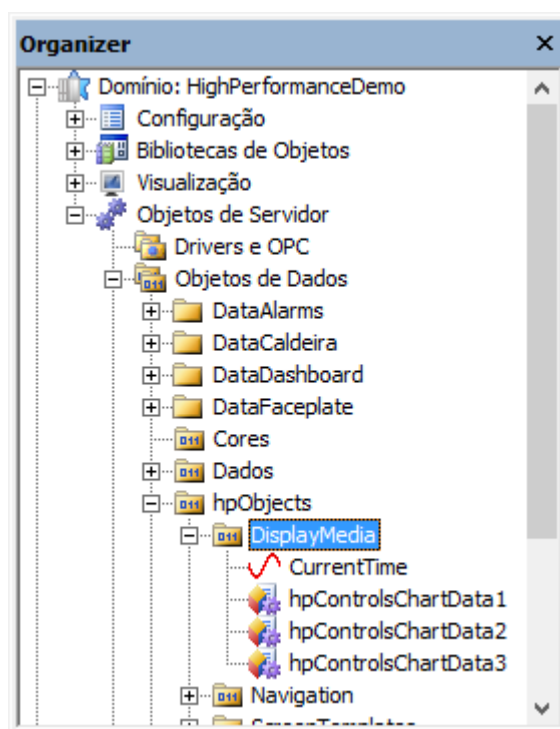 Organizer
Domínio: HighPerformanceDemo
Configuração
Bibliotecas de Objetos
Visualização
Objetos de Servidor
Drivers e OPC
Objetos de Dados
DataAlarms
DataCaldeira
DataDashboard
DataFaceplate
Cores
Dados
hpObjects
DisplayMedia
CurrentTime
hpControlsChartData1
hpControlsChartData2
hpControlsChartData3
Navigation